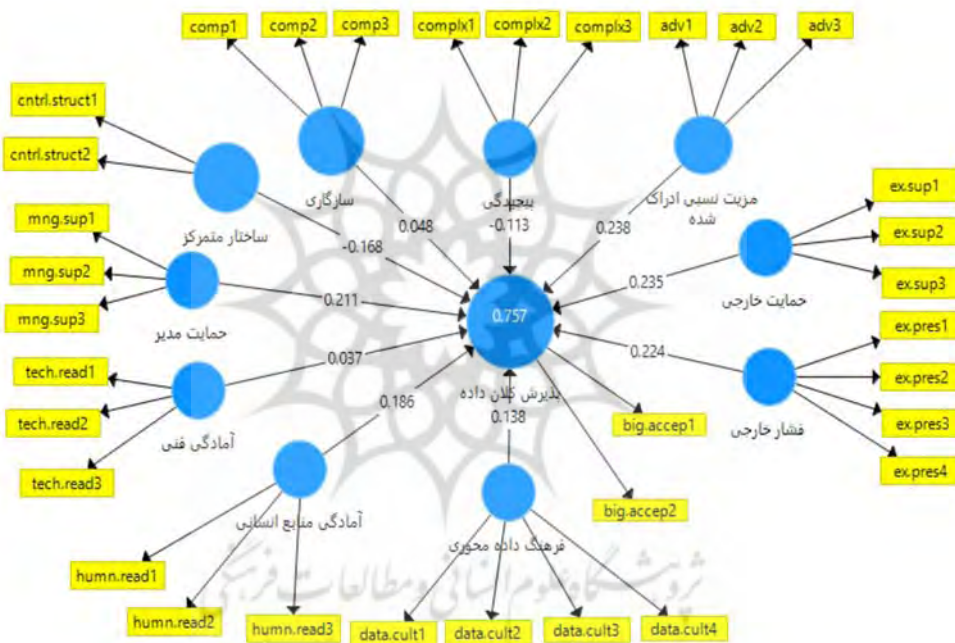 comp1
comp2
comp3
complx1
complx2
complx3
adv1
adv2
adv3
cntrl.struct1
cntrl.struct2
ساختار متمرکز
سازگاری
پیچیدگی
مزیت نسبی ادراک
شده
-0.168
0.048
-0.113
0.238
ex.sup1
ex.sup2
ex.sup3
حمایت خارجی
0.235
mng.sup1
mng.sup2
mng.sup3
حمایت مدیر
0.211
0.757
پذیرش کلان داده
0.224
ex.pres1
ex.pres2
ex.pres3
ex.pres4
فشار خارجی
tech.read1
tech.read2
tech.read3
آمادگی فنی
0.037
0.186
0.138
big.accep1
big.accep2
آمادگی منابع انسانی
humn.read1
humn.read2
humn.read3
فرهنگ داده محوری
data.cult1
data.cult2
data.cult3
data.cult4
پژوهشگاه علوم انسانی و مطالعات فرهنگی